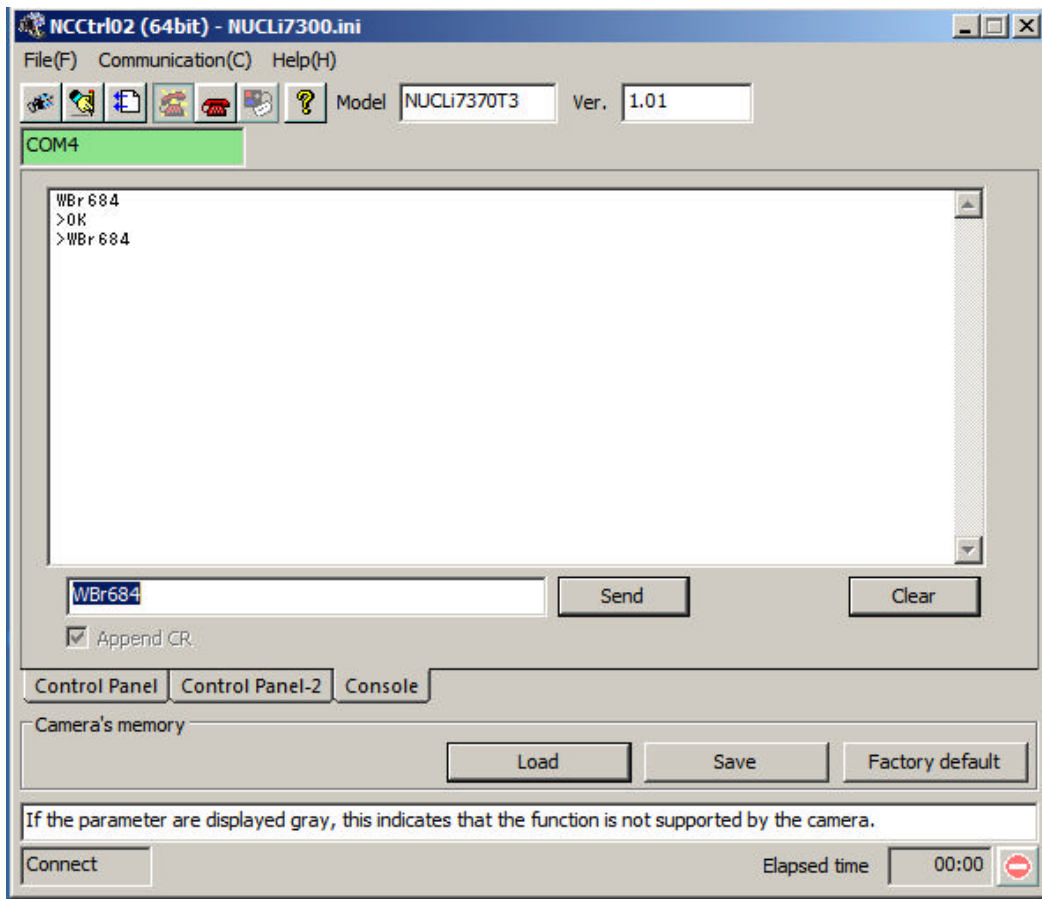 NCCtrl02 (64bit) - NUCLi7300.ini
File(F) Communication(C) Help(H)
Model NUCLi7370T3 Ver. 1.01
COM4
WBr684
>OK
>WBr684
WBr684 Send Clear
Append CR
Control Panel Control Panel-2 Console
Camera's memory
Load Save Factory default
If the parameter are displayed gray, this indicates that the function is not supported by the camera.
Connect Elapsed time 00:00